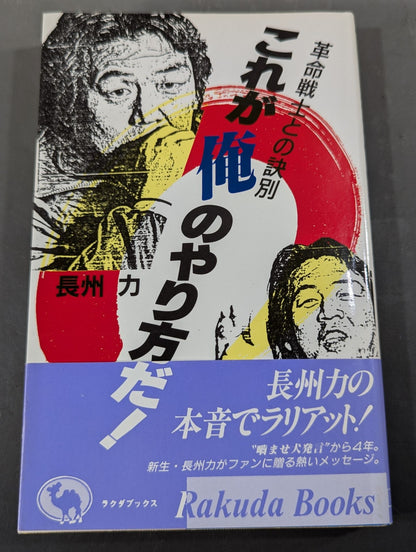 革命戦士との訣別
これが俺のやり方だ！
長州 力
長州力の
本音でラリアット！
“噛ませ犬発言”から4年。
新生・長州力がファンに贈る熱いメッセージ。
ラクダブックス
Rakuda Books